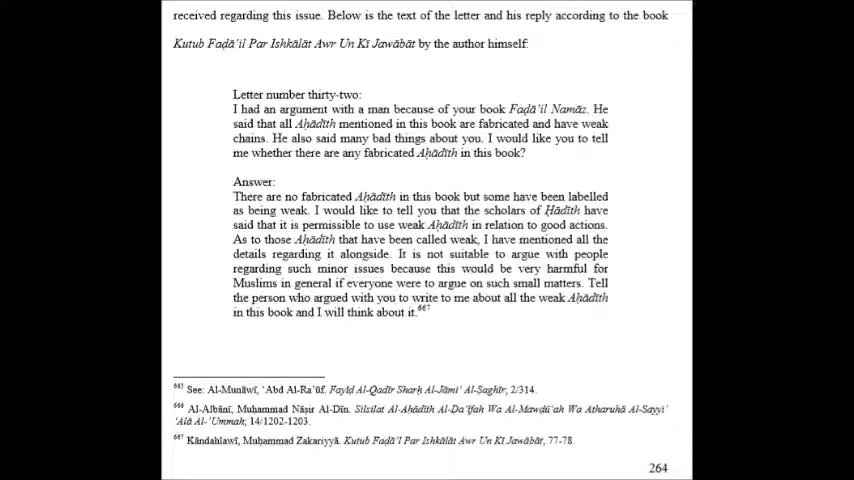 received regarding this issue. Below is the text of the letter and his reply according to the book
Kutub Faḍā’il Par Ishkālāt Awr Un Kī Jawābāt by the author himself:
Letter number thirty-two:
I had an argument with a man because of your book Faḍā’il Namāz. He
said that all Aḥādīth mentioned in this book are fabricated and have weak
chains. He also said many bad things about you. I would like you to tell
me whether there are any fabricated Aḥādīth in this book?
Answer:
There are no fabricated Aḥādīth in this book but some have been labelled
as being weak. I would like to tell you that the scholars of Ḥādīth have
said that it is permissible to use weak Aḥādīth in relation to good actions.
As to those Aḥādīth that have been called weak, I have mentioned all the
details regarding it alongside. It is not suitable to argue with people
regarding such minor issues because this would be very harmful for
Muslims in general if everyone were to argue on such small matters. Tell
the person who argued with you to write to me about all the weak Aḥādīth
in this book and I will think about it.667
665 See: Al-Munāwī, ‘Abd Al-Ra’ūf. Fayḍ Al-Qadīr Sharḥ Al-Jāmi‘ Al-Ṣaghīr; 2/314.
666 Al-Albānī, Muḥammad Nāṣir Al-Dīn. Silsilat Al-Aḥādīth Al-Ḍa‘īfah Wa Al-Mawḍū‘ah Wa Atharuhā Al-Sayyi’
‘Alā Al-’Ummah; 14/1202-1203.
667 Kāndahlawī, Muḥammad Zakariyyā. Kutub Faḍā’l Par Ishkālāt Awr Un Kī Jawābāt, 77-78.
264